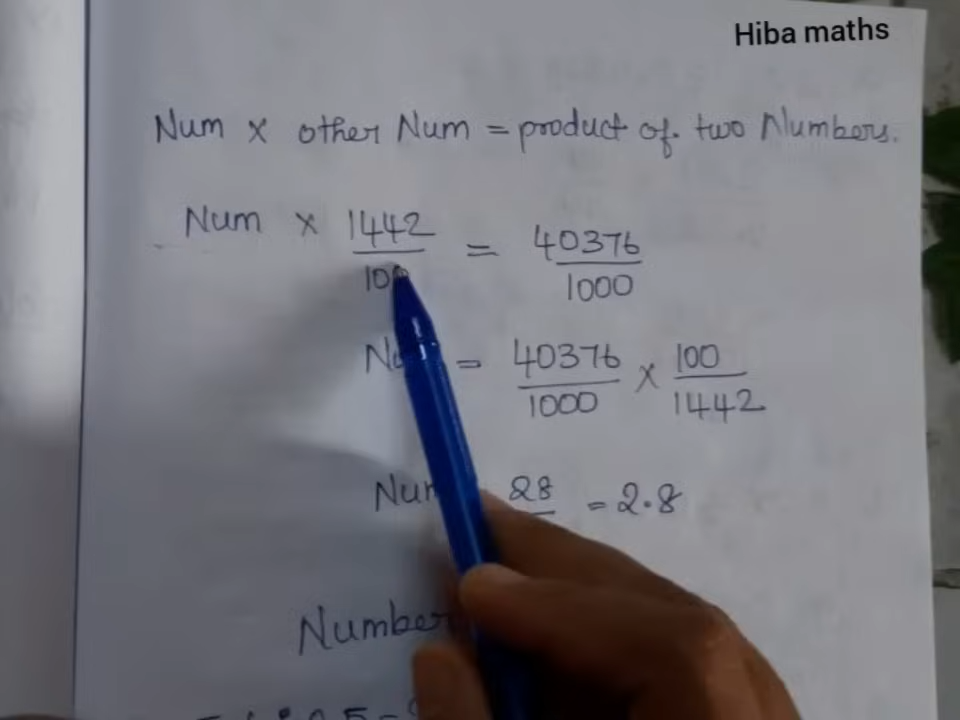 Hiba maths
Num × other Num = product of two Numbers.
Num × 1442/100 = 40376/1000
= 40376/1000 × 100/1442
28 = 2.8
Number